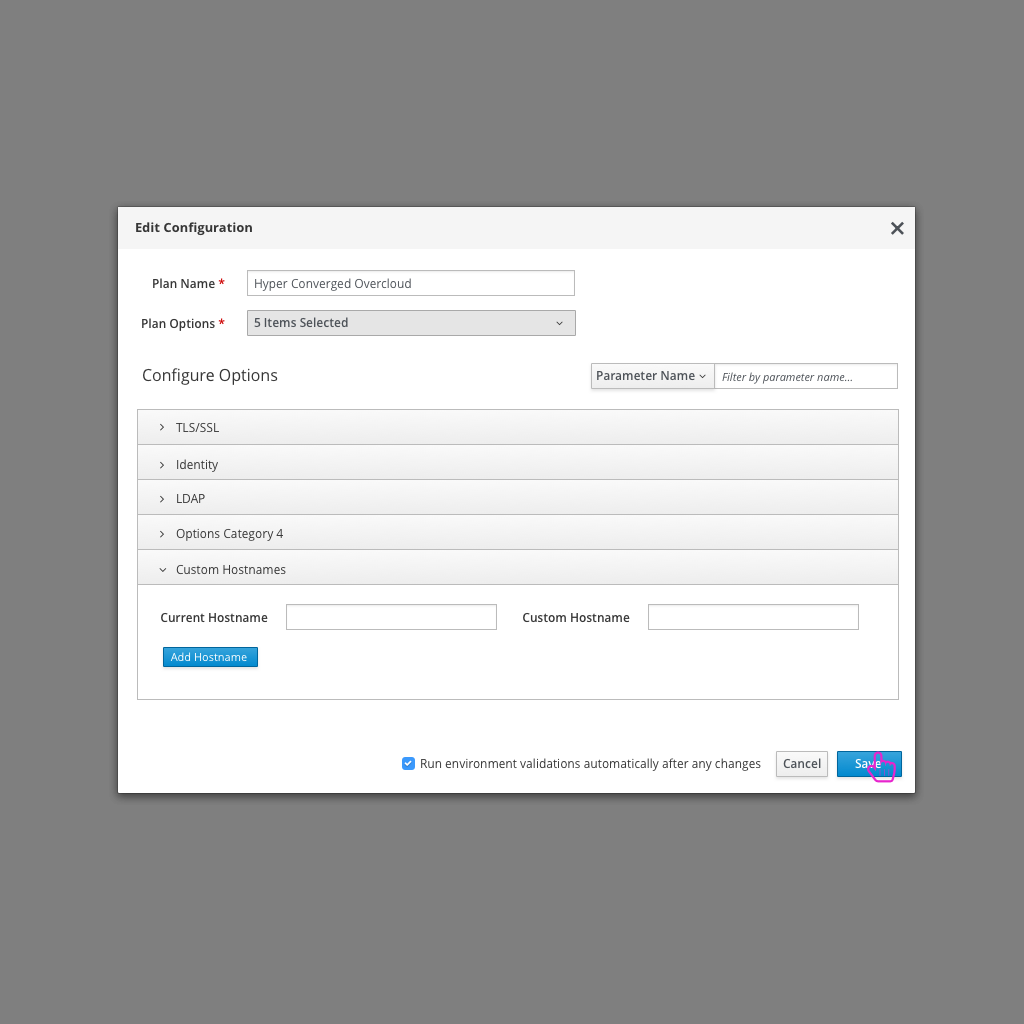 Edit Configuration
Plan Name *
Hyper Converged Overcloud
Plan Options *
5 Items Selected
Configure Options
Parameter Name
Filter by parameter name...
TLS/SSL
Identity
LDAP
Options Category 4
Custom Hostnames
Current Hostname
Custom Hostname
Add Hostname
Run environment validations automatically after any changes
Cancel
Save